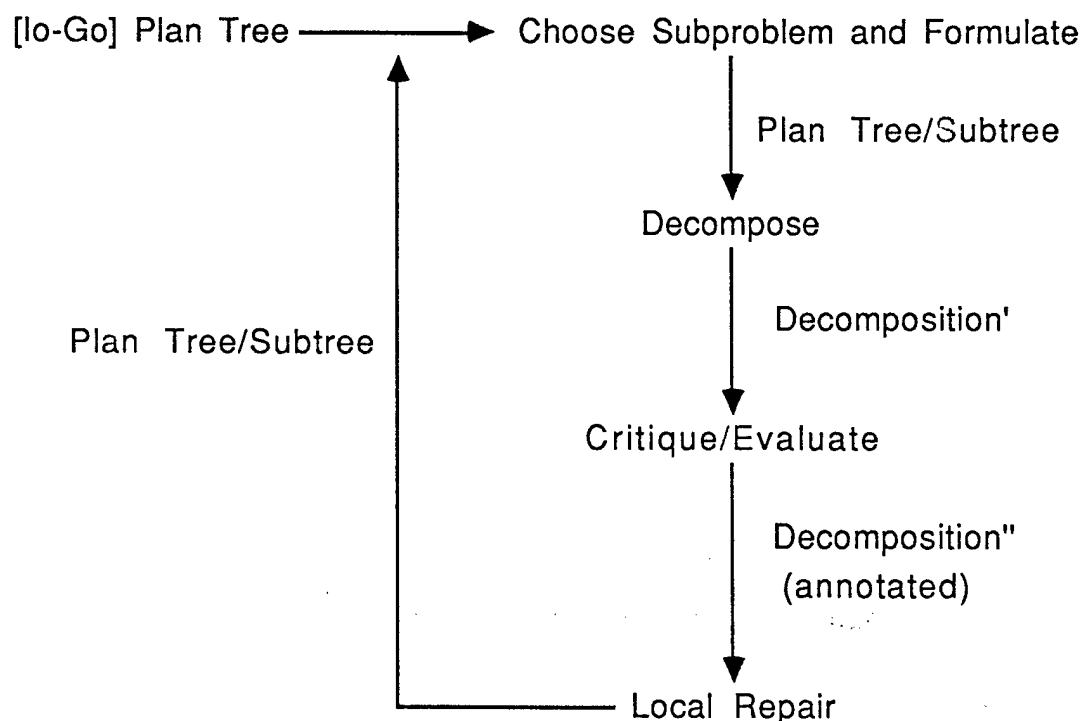 [Io-Go] Plan Tree
Choose Subproblem and Formulate
Plan Tree/Subtree
Decompose
Decomposition'
Plan Tree/Subtree
Critique/Evaluate
Decomposition"
(annotated)
Local Repair